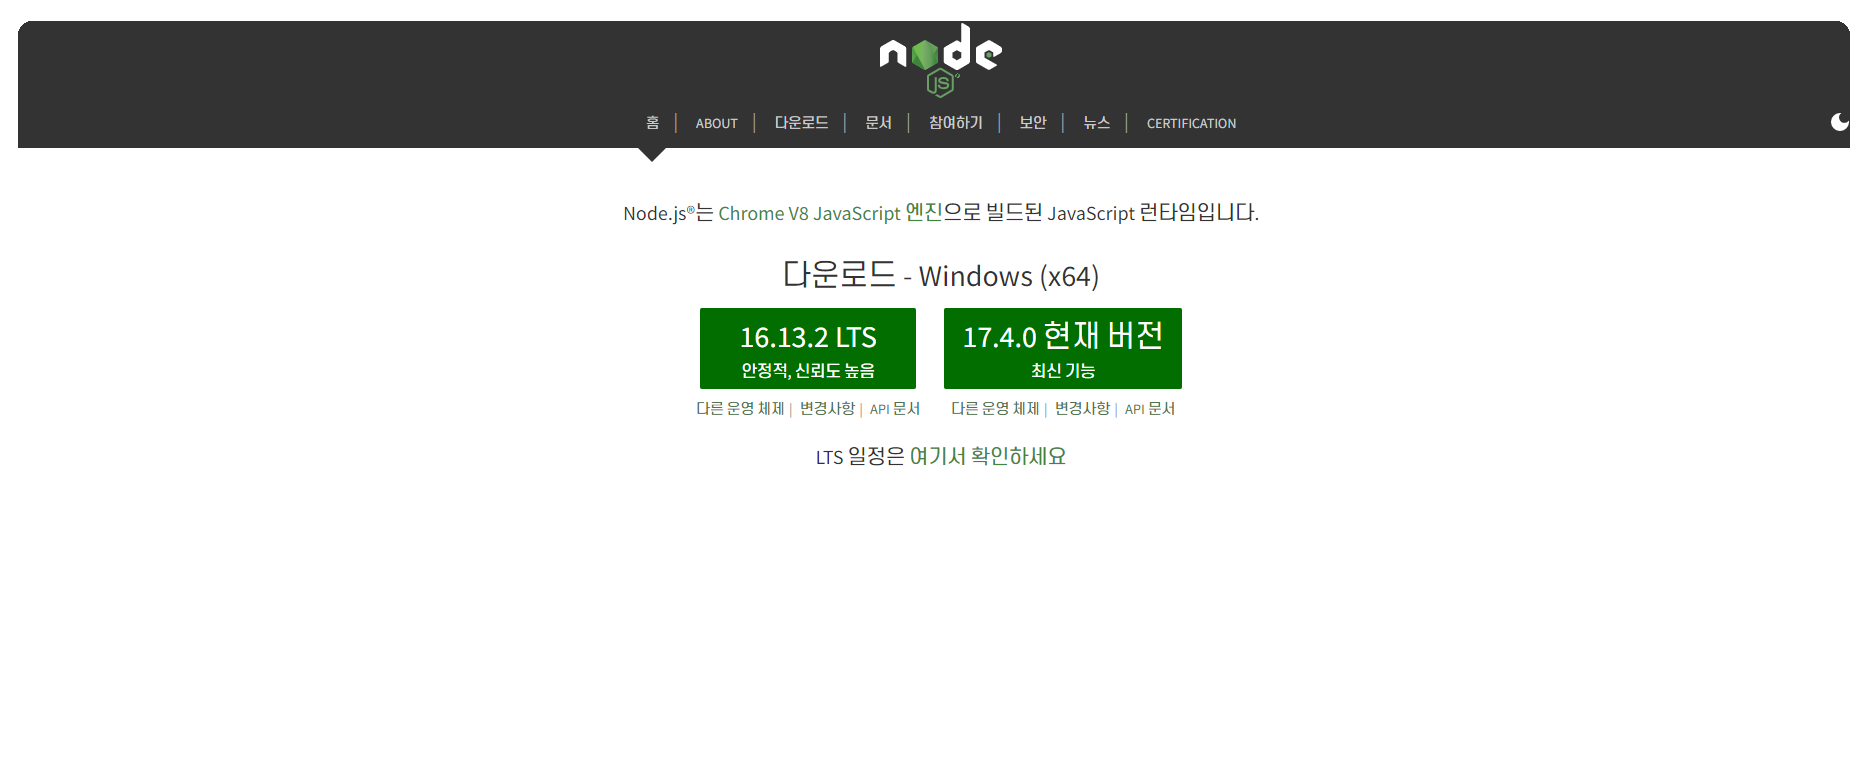 node
JS
홈 | ABOUT | 다운로드 | 문서 | 참여하기 | 보안 | 뉴스 | CERTIFICATION
Node.js®는 Chrome V8 JavaScript 엔진으로 빌드된 JavaScript 런타임입니다.
다운로드 - Windows (x64)
16.13.2 LTS
안정적, 신뢰도 높음
17.4.0 현재 버전
최신 기능
다른 운영 체제 | 변경사항 | API 문서
다른 운영 체제 | 변경사항 | API 문서
LTS 일정은 여기서 확인하세요